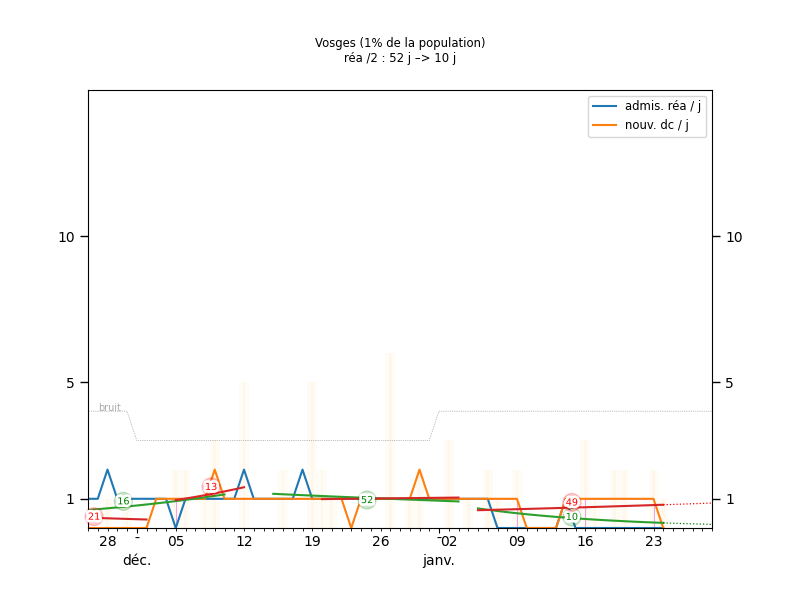 Vosges (1% de la population)
réa /2 : 52 j –> 10 j
admis. réa / j
nouv. dc / j
10 10
5 5
bruit
1 1
21 16 13 52 49 10
28 - 05 12 19 26 02 09 16 23
déc. janv.